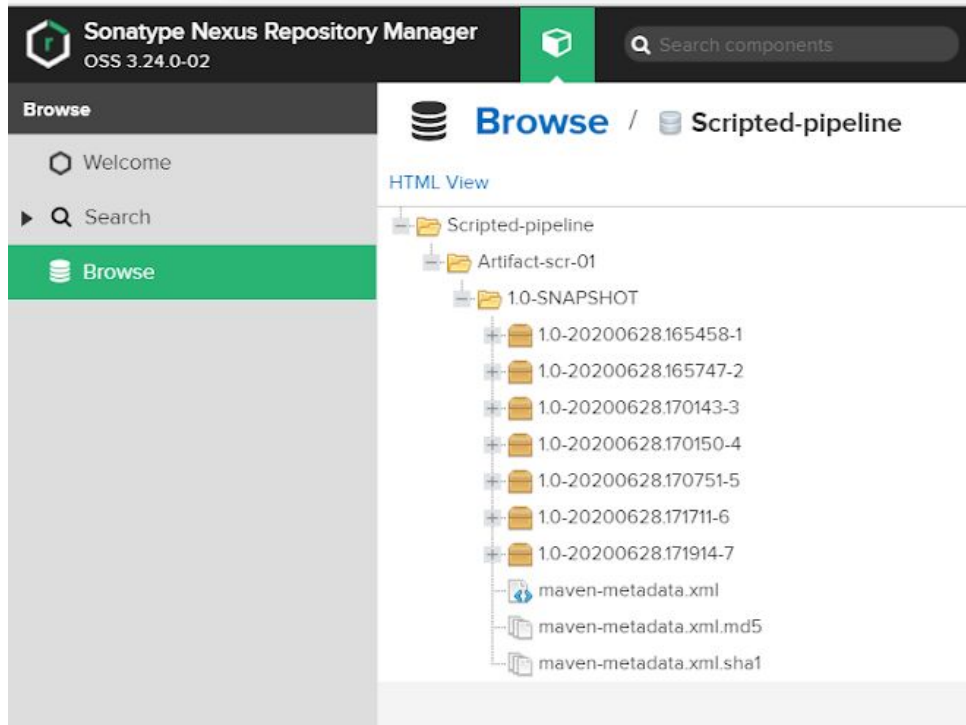 Sonatype Nexus Repository Manager
OSS 3.24.0-02
Search components
Browse
Welcome
Search
Browse
Browse / Scripted-pipeline
HTML View
Scripted-pipeline
Artifact-scr-01
1.0-SNAPSHOT
1.0-20200628.165458-1
1.0-20200628.165747-2
1.0-20200628.170143-3
1.0-20200628.170150-4
1.0-20200628.170751-5
1.0-20200628.171711-6
1.0-20200628.171914-7
maven-metadata.xml
maven-metadata.xml.md5
maven-metadata.xml.sha1